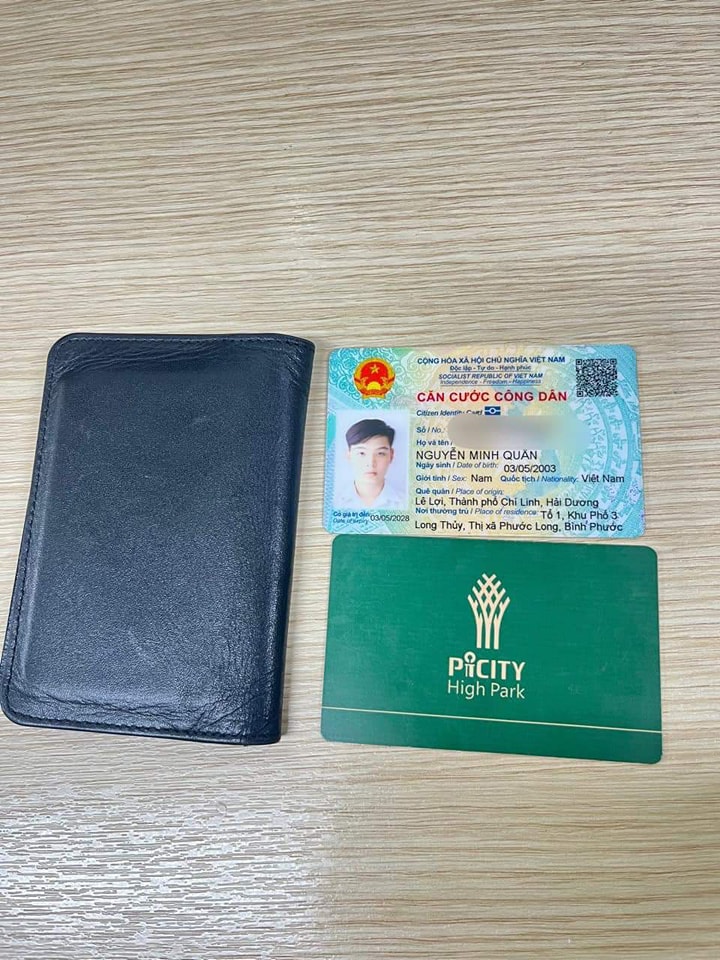 CỘNG HÒA XÃ HỘI CHỦ NGHĨA VIỆT NAM
Độc lập - Tự do - Hạnh phúc
SOCIALIST REPUBLIC OF VIET NAM
Independence - Freedom - Happiness
CĂN CƯỚC CÔNG DÂN
Citizen Identity Card
Số / No.:
Họ và tên /
NGUYỄN MINH QUÂN
Ngày sinh / Date of birth: 03/05/2003
Giới tính / Sex: Nam Quốc tịch / Nationality: Việt Nam
Quê quán / Place of origin:
Lê Lợi, Thành phố Chí Linh, Hải Dương
Nơi thường trú / Place of residence: Tổ 1, Khu Phố 3
Long Thủy, Thị xã Phước Long, Bình Phước
Có giá trị đến: 03/05/2028
Date of expiry
PiCITY
High Park